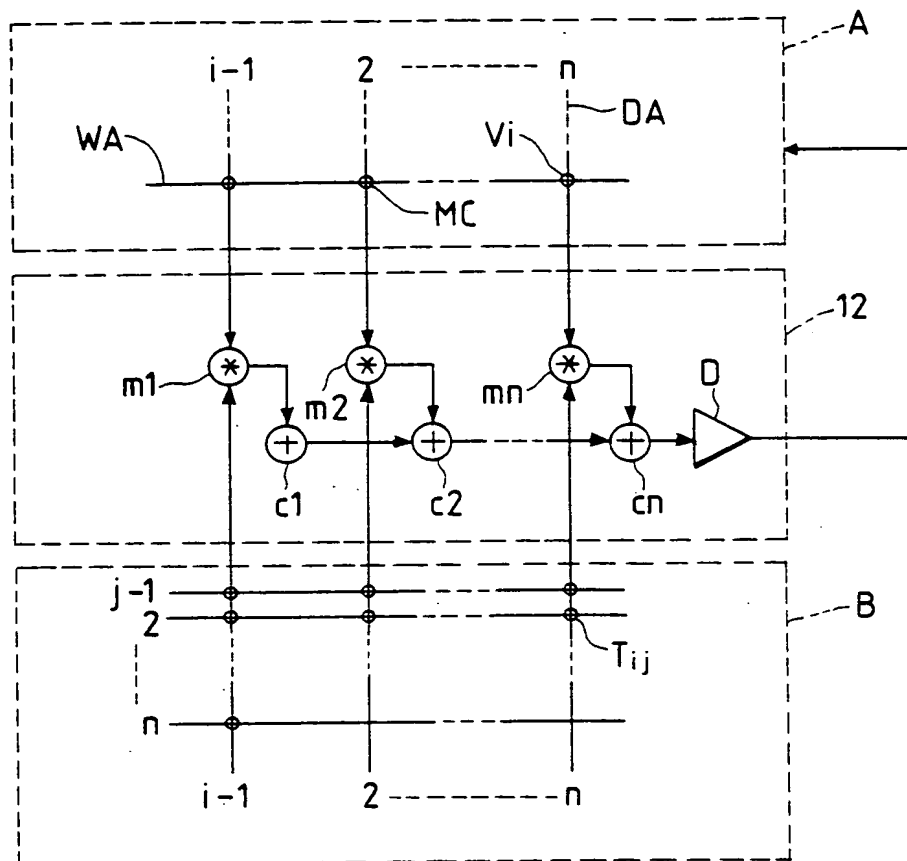 A
i-1 2 n
DA
WA
Vi
MC
12
m1 * m2 * mn * D
+ + +
c1 c2 cn
j-1
2
B
Tij
n
i-1 2 n